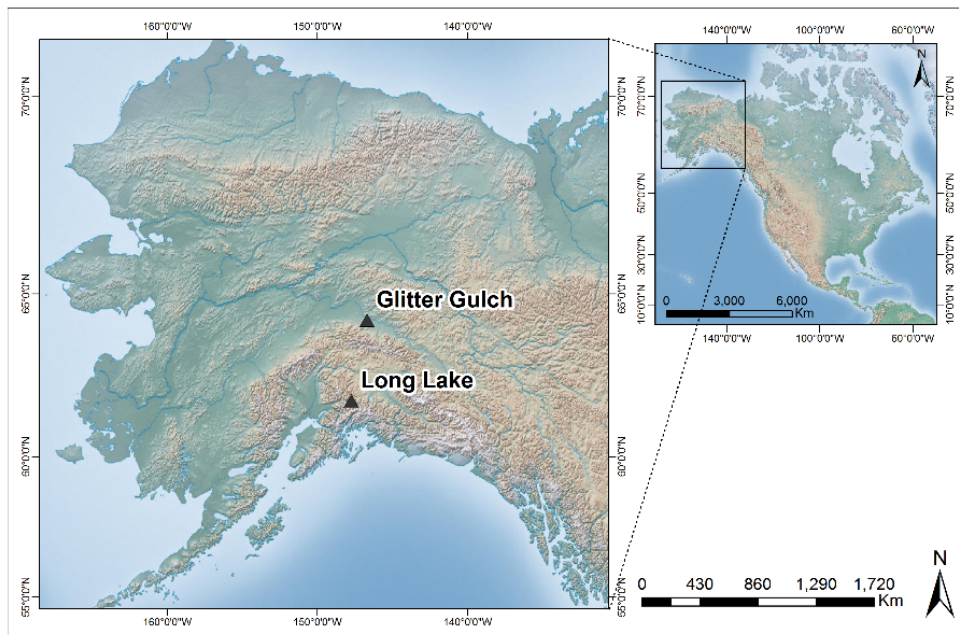 160°0'0"W 150°0'0"W 140°0'0"W
70°0'0"N
65°0'0"N
60°0'0"N
55°0'0"N
Glitter Gulch
Long Lake
70°0'0"N
65°0'0"N
60°0'0"N
55°0'0"N
160°0'0"W 150°0'0"W 140°0'0"W
140°0'0"W 100°0'0"W 60°0'0"W
N
70°0'0"N
50°0'0"N
30°0'0"N
10°0'0"N
70°0'0"N
50°0'0"N
30°0'0"N
10°0'0"N
0 3,000 6,000
Km
140°0'0"W 100°0'0"W 60°0'0"W
N
0 430 860 1,290 1,720
Km